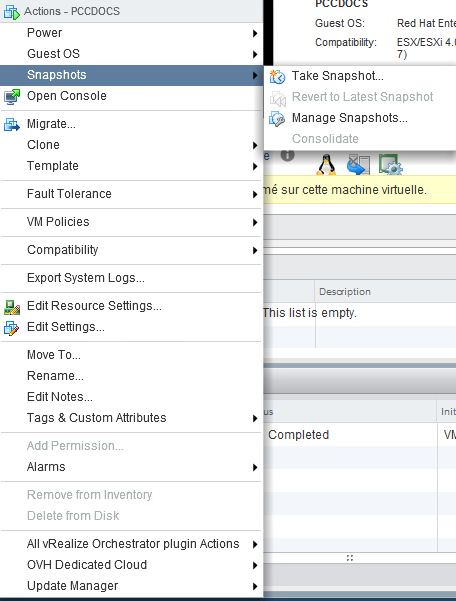 Actions - PCCDOCS
Power
Guest OS
Snapshots
Open Console
Migrate...
Clone
Template
Fault Tolerance
VM Policies
Compatibility
Export System Logs...
Edit Resource Settings...
Edit Settings...
Move To...
Rename...
Edit Notes...
Tags & Custom Attributes
Add Permission...
Alarms
Remove from Inventory
Delete from Disk
All vRealize Orchestrator plugin Actions
OVH Dedicated Cloud
Update Manager
Take Snapshot...
Revert to Latest Snapshot
Manage Snapshots...
Consolidate
PCCDOCS
Guest OS: Red Hat Ente
Compatibility: ESX/ESXi 4.
7)
e
mé sur cette machine virtuelle.
Description
This list is empty.
us Init
Completed VM